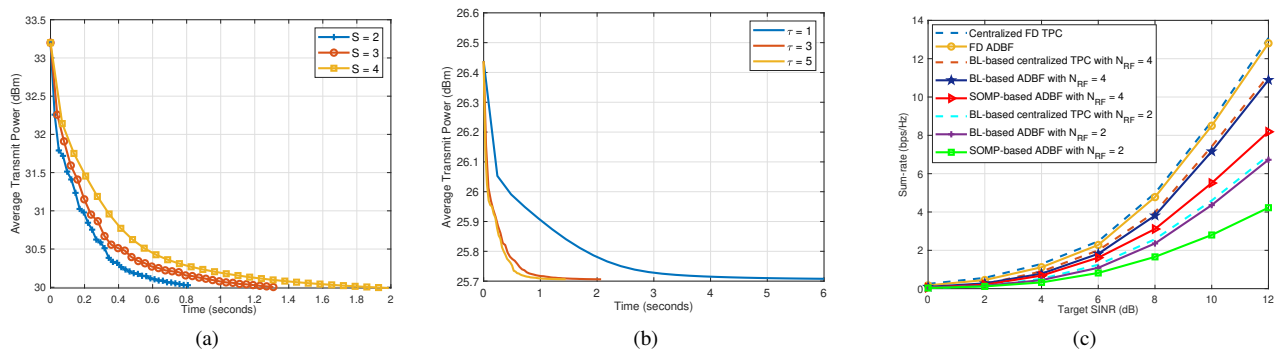 33.5
33
32.5
32
31.5
31
30.5
30
0
0.2
0.4
0.6
0.8
1
1.2
1.4
1.6
1.8
2
Average Transmit Power (dBm)
Time (seconds)
S = 2
S = 3
S = 4
(a)
26.6
26.4
26.3
26.1
26
25.9
25.7
0
1
2
3
4
5
6
Average Transmit Power (dBm)
Time (seconds)
τ = 1
τ = 3
τ = 5
(b)
14
12
10
8
6
4
2
0
0
2
4
6
8
10
12
Sum-rate (bps/Hz)
Target SINR (dB)
Centralized FD TPC
FD ADBF
BL-based centralized TPC with N_RF = 4
BL-based ADBF with N_RF = 4
SOMP-based ADBF with N_RF = 4
BL-based centralized TPC with N_RF = 2
BL-based ADBF with N_RF = 2
SOMP-based ADBF with N_RF = 2
(c)